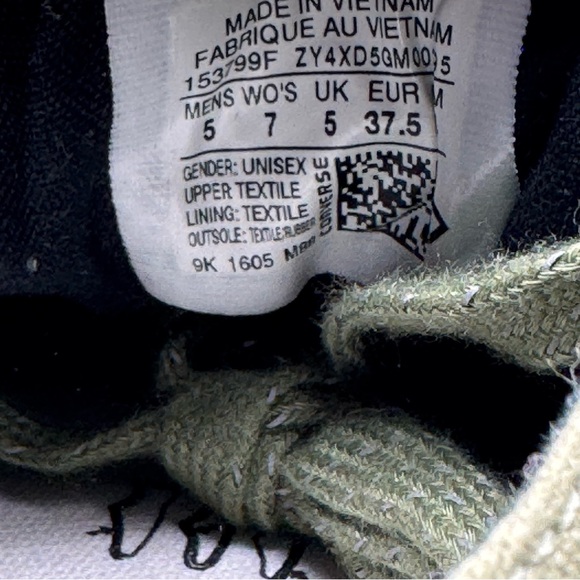 MADE IN VIETNAM
FABRIQUE AU VIETNAM
153799F ZY4XD5GM0005
MENS WO'S UK EUR
5 7 5 37.5
GENDER: UNISEX
UPPER TEXTILE
LINING: TEXTILE
OUTSOLE: TEXTILE/RUBBER
9K 1605
CONVERSE